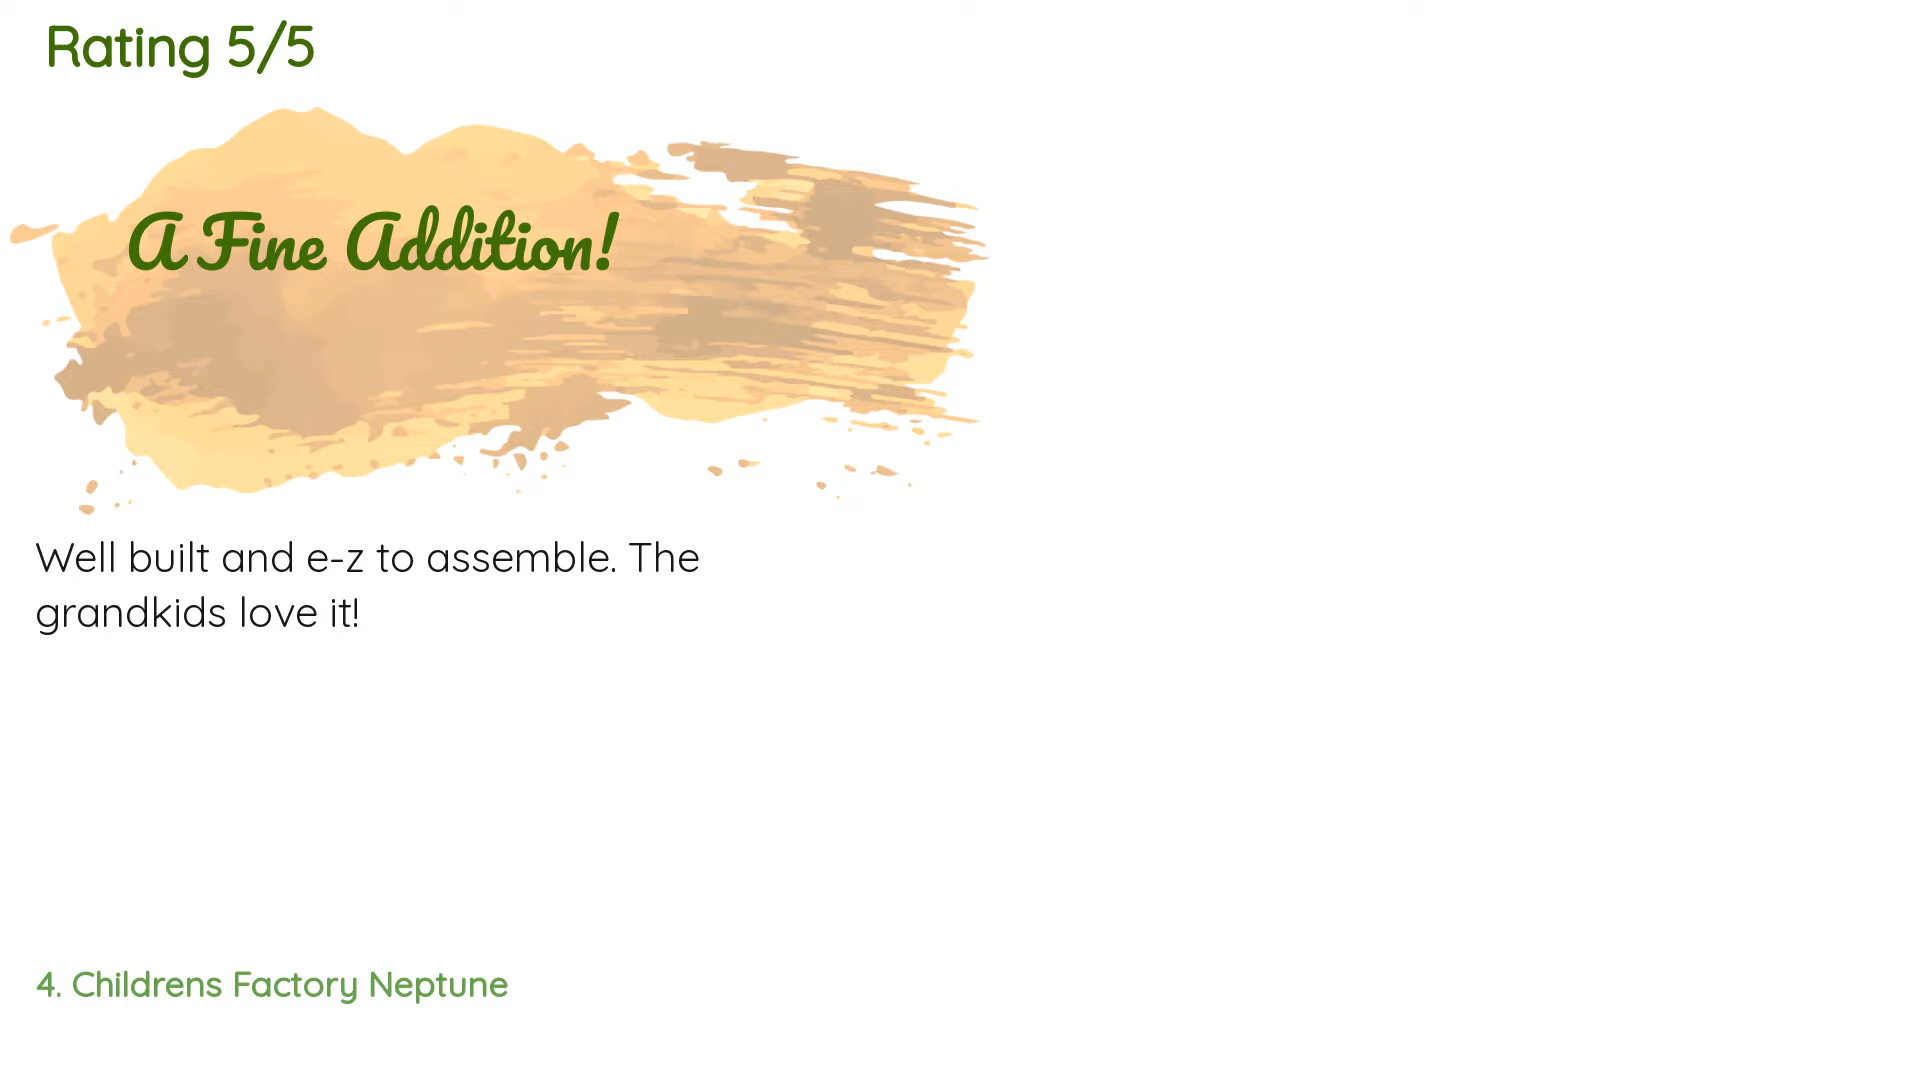 Rating 5/5
A Fine Addition!
Well built and e-z to assemble. The
grandkids love it!
4. Childrens Factory Neptune